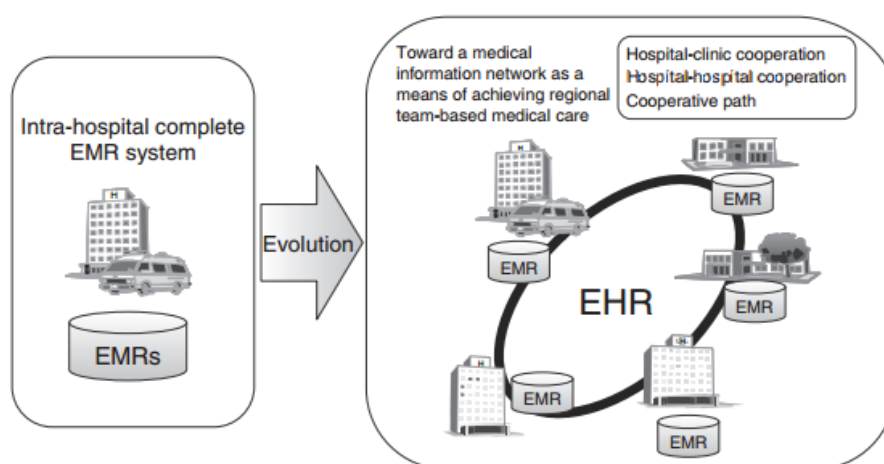 Intra-hospital complete
EMR system
H
EMRs
Evolution
Toward a medical
information network as a
means of achieving regional
team-based medical care
Hospital-clinic cooperation
Hospital-hospital cooperation
Cooperative path
H
EMR
EMR
EMR
EHR
H
EMR
H
EMR